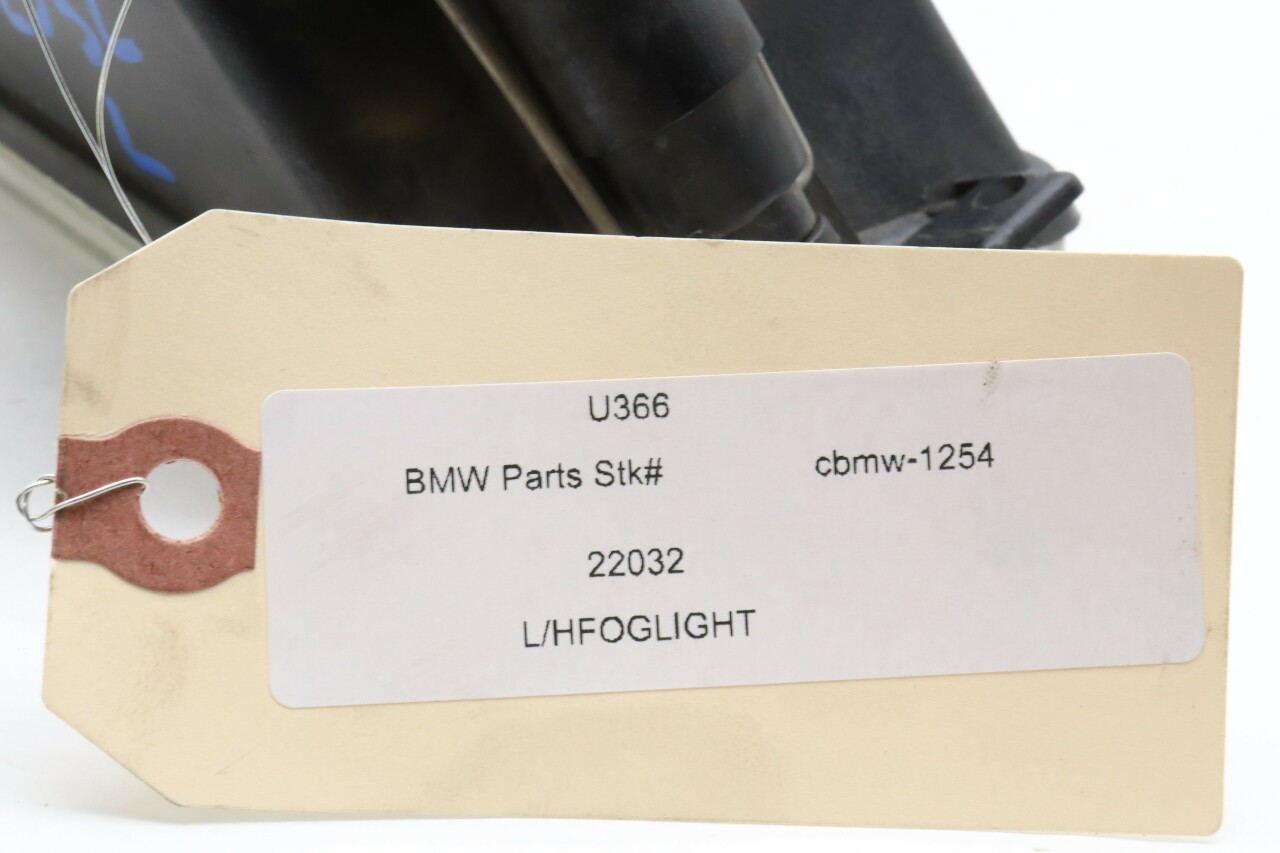 U366
BMW Parts Stk# cbmw-1254
22032
L/HFOGLIGHT